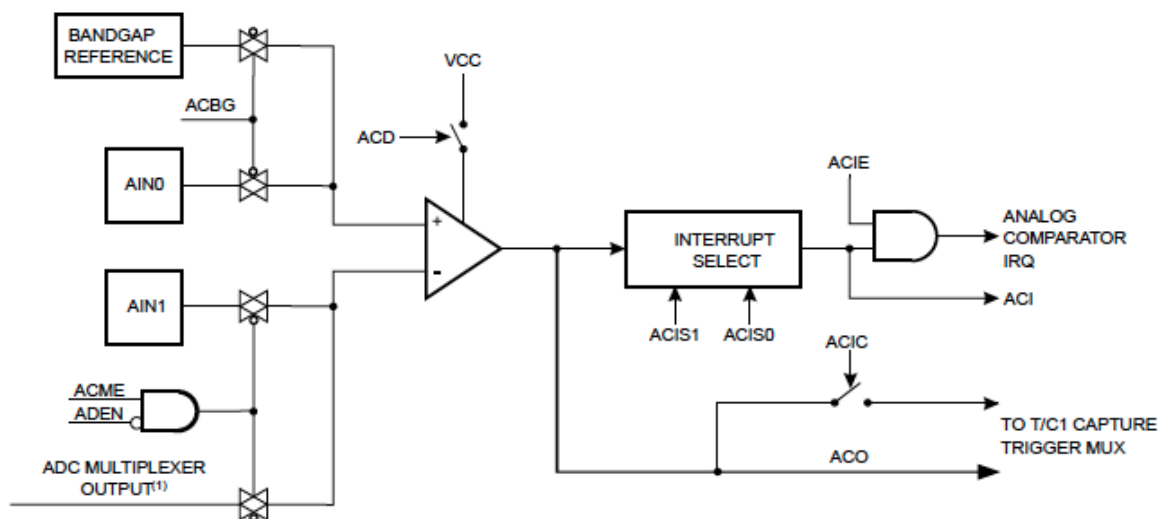 BANDGAP
REFERENCE
ACBG
VCC
ACD
AIN0
+
-
INTERRUPT
SELECT
ACIS1
ACIS0
ACIE
ANALOG
COMPARATOR
IRQ
ACI
AIN1
ACME
ADEN
ACIC
TO T/C1 CAPTURE
TRIGGER MUX
ACO
ADC MULTIPLEXER
OUTPUT(1)